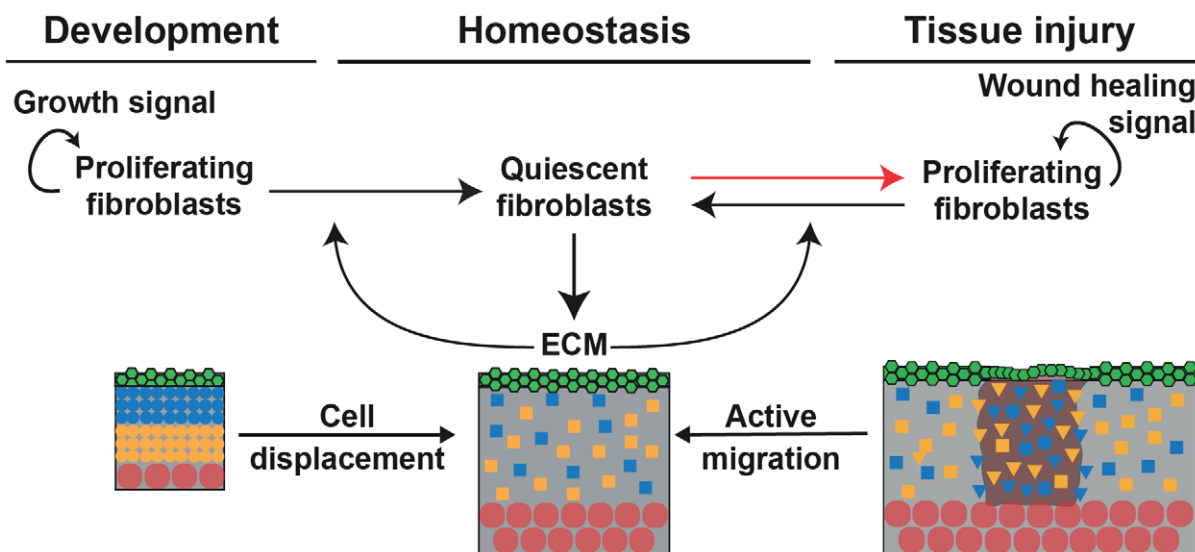 Development
Homeostasis
Tissue injury
Growth signal
Wound healing
signal
Proliferating
fibroblasts
Quiescent
fibroblasts
Proliferating
fibroblasts
ECM
Cell
displacement
Active
migration